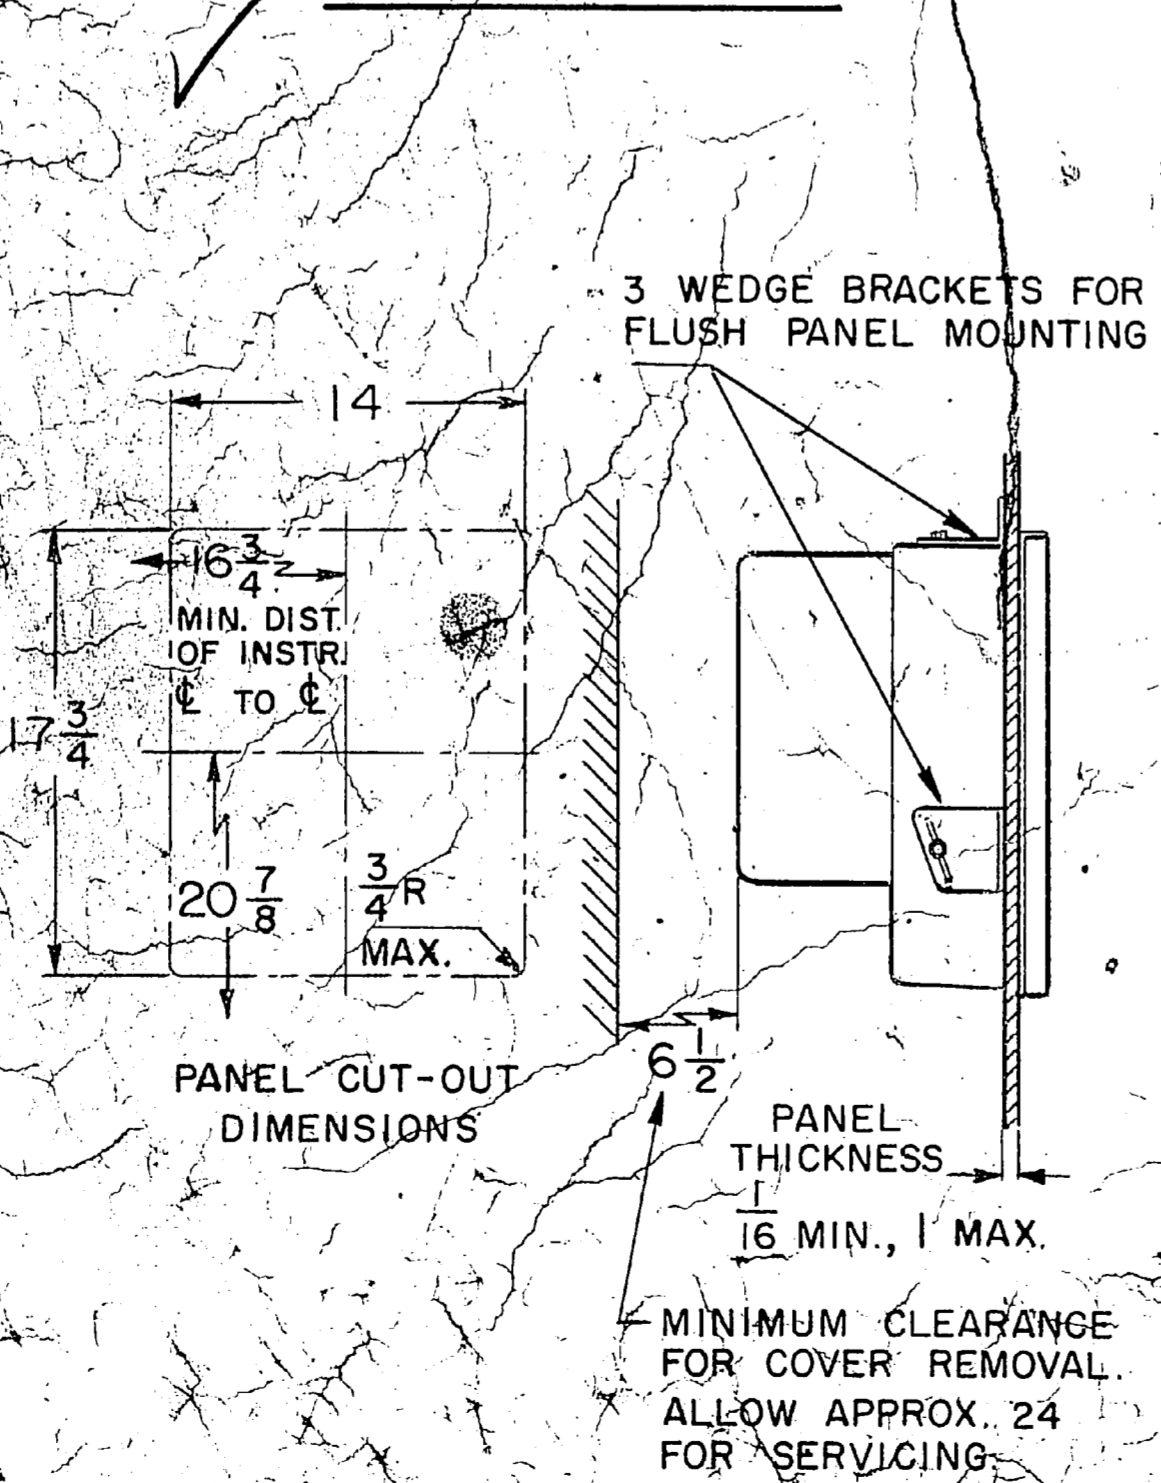 3 WEDGE BRACKETS FOR
FLUSH PANEL MOUNTING
14
16 3/4
MIN. DIST.
OF INSTR.
℄ TO ℄
17 3/4
20 7/8
3/4 R
MAX.
PANEL CUT-OUT
DIMENSIONS
6 1/2
PANEL
THICKNESS
1/16 MIN., 1 MAX.
MINIMUM CLEARANCE
FOR COVER REMOVAL.
ALLOW APPROX. 24
FOR SERVICING.